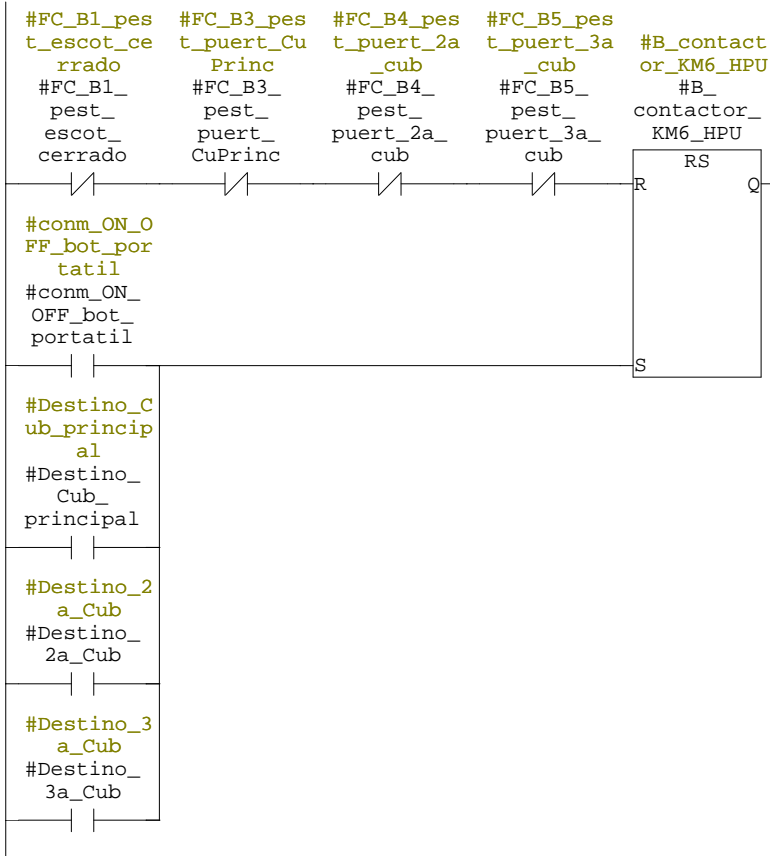 #FC_B1_pes #FC_B3_pes #FC_B4_pes #FC_B5_pes
t_escot_ce t_puert_Cu t_puert_2a t_puert_3a #B_contact
rrado Princ _cub _cub or_KM6_HPU
#FC_B1_ #FC_B3_ #FC_B4_ #FC_B5_ #B_
pest_ pest_ pest_ pest_ contactor_
escot_ puert_ puert_2a_ puert_3a_ KM6_HPU
cerrado CuPrinc cub cub RS
R Q
#conm_ON_O
FF_bot_por
tatil
#conm_ON_
OFF_bot_
portatil
S
#Destino_C
ub_princip
al
#Destino_
Cub_
principal
#Destino_2
a_Cub
#Destino_
2a_Cub
#Destino_3
a_Cub
#Destino_
3a_Cub